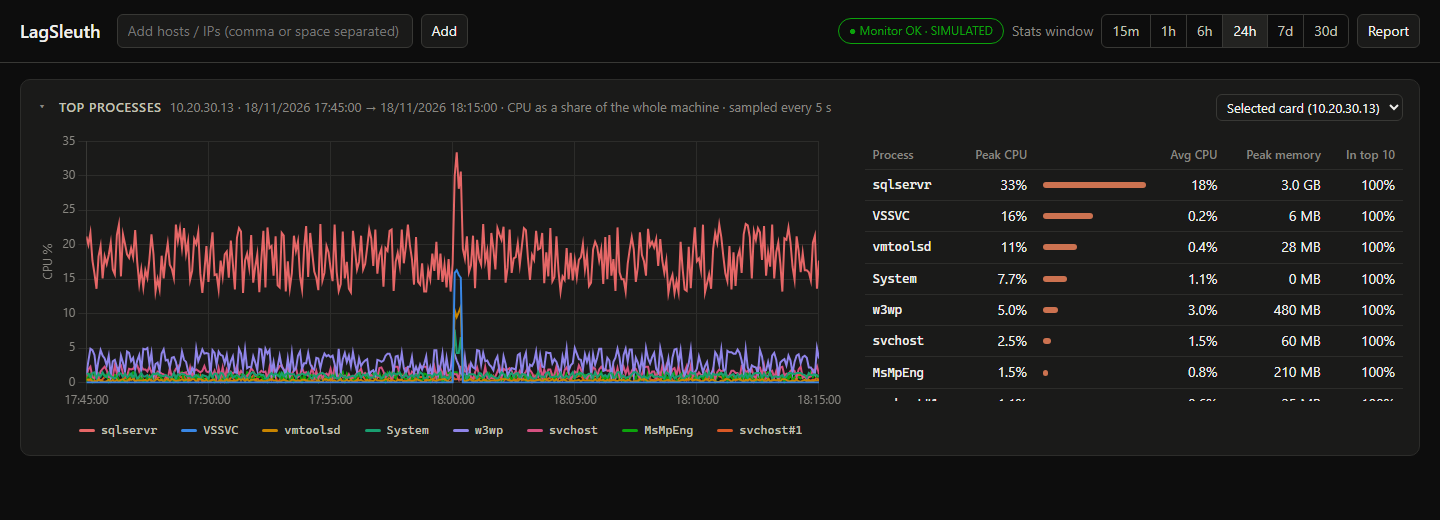 LagSleuth Add hosts / IPs (comma or space separated) Add ● Monitor OK · SIMULATED Stats window 15m 1h 6h 24h 7d 30d Report
TOP PROCESSES 10.20.30.13 · 18/11/2026 17:45:00 → 18/11/2026 18:15:00 · CPU as a share of the whole machine · sampled every 5 s Selected card (10.20.30.13)
CPU %
35
30
25
20
15
10
5
0
17:45:00 17:50:00 17:55:00 18:00:00 18:05:00 18:10:00 18:15:00
sqlservr VSSVC vmtoolsd System w3wp svchost MsMpEng svchost#1
Process Peak CPU Avg CPU Peak memory In top 10
sqlservr 33% 18% 3.0 GB 100%
VSSVC 16% 0.2% 6 MB 100%
vmtoolsd 11% 0.4% 28 MB 100%
System 7.7% 1.1% 0 MB 100%
w3wp 5.0% 3.0% 480 MB 100%
svchost 2.5% 1.5% 60 MB 100%
MsMpEng 1.5% 0.8% 210 MB 100%